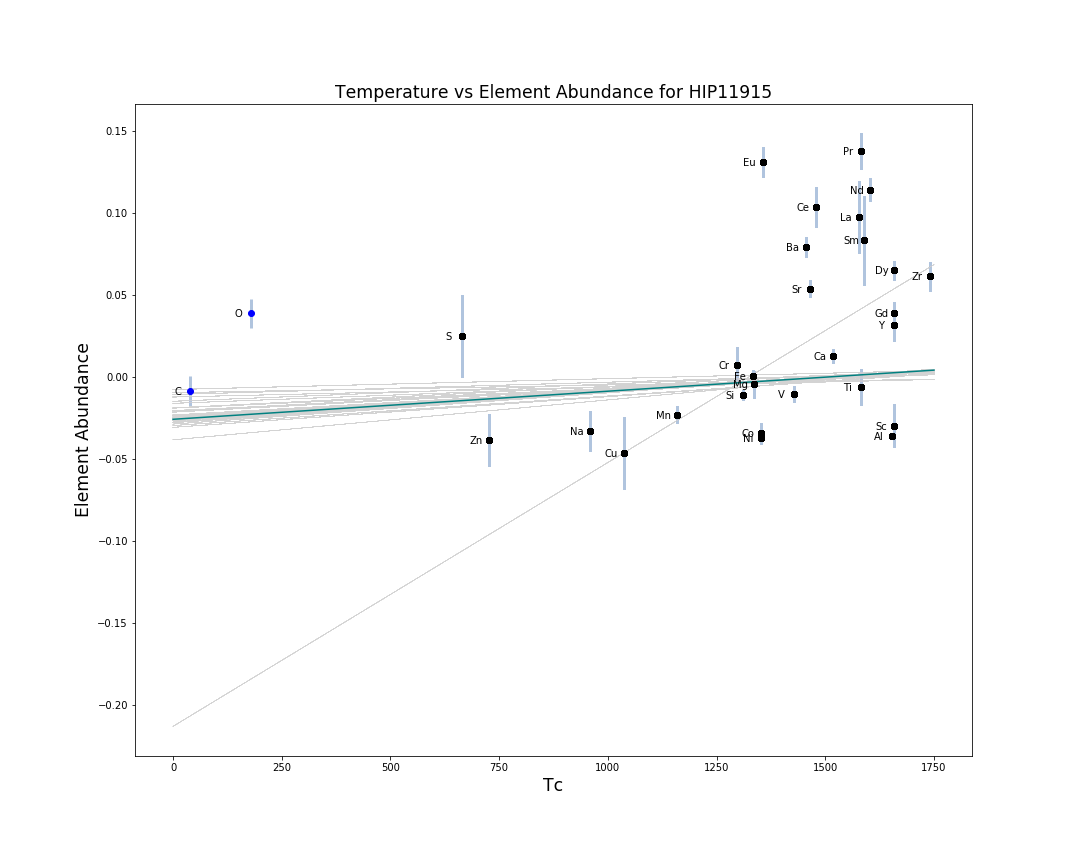 Temperature vs Element Abundance for HIP11915
0.15
0.10
0.05
0.00
−0.05
−0.10
−0.15
−0.20
Element Abundance
Pr
Eu
Nd
Ce
La
Sm
Ba
Dy
Zr
Sr
O
Gd
Y
S
Ca
Cr
Fe
Mg
Ti
C
Si
V
Mn
Sc
Na
Co
Al
Ni
Zn
Cu
0
250
500
750
1000
1250
1500
1750
Tc